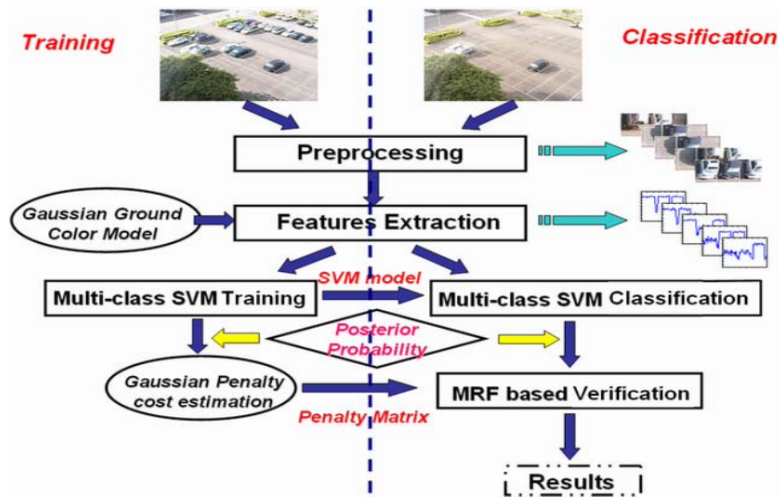 Training
Classification
Preprocessing
Gaussian Ground
Color Model
Features Extraction
SVM model
Multi-class SVM Training
Multi-class SVM Classification
Posterior
Probability
Gaussian Penalty
cost estimation
MRF based Verification
Penalty Matrix
Results